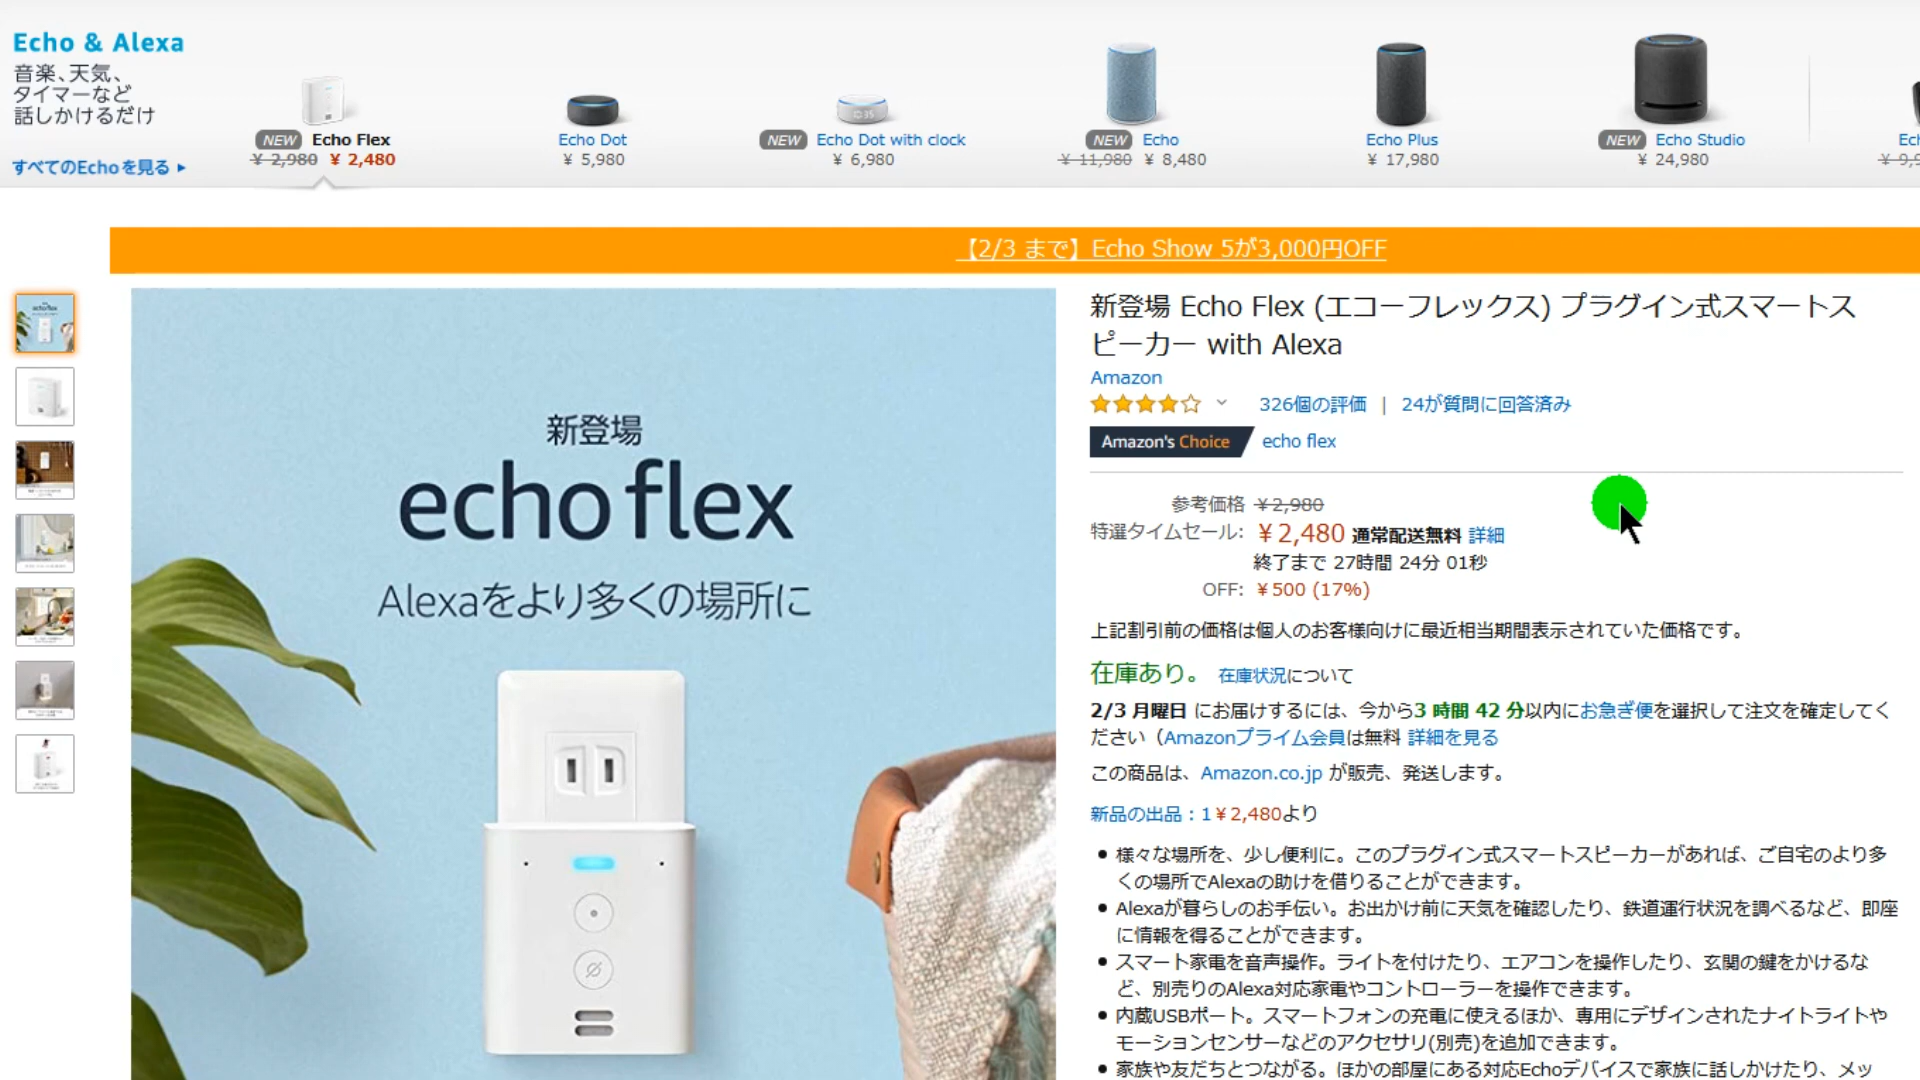 Echo & Alexa
音楽、天気、
タイマーなど
話しかけるだけ
すべてのEchoを見る ▸
NEW Echo Flex
¥ 2,980 ¥ 2,480
Echo Dot
¥ 5,980
NEW Echo Dot with clock
¥ 6,980
NEW Echo
¥ 11,980 ¥ 8,480
Echo Plus
¥ 17,980
NEW Echo Studio
¥ 24,980
【2/3 まで】Echo Show 5が3,000円OFF
新登場
echo flex
Alexaをより多くの場所に
新登場 Echo Flex (エコーフレックス) プラグイン式スマートス
ピーカー with Alexa
Amazon
326個の評価 | 24が質問に回答済み
Amazon's Choice echo flex
参考価格 ¥2,980
特選タイムセール: ¥2,480 通常配送無料 詳細
終了まで 27時間 24分 01秒
OFF: ¥500 (17%)
上記割引前の価格は個人のお客様向けに最近相当期間表示されていた価格です。
在庫あり。 在庫状況について
2/3 月曜日 にお届けするには、今から3 時間 42 分以内にお急ぎ便を選択して注文を確定してく
ださい（Amazonプライム会員は無料 詳細を見る
この商品は、Amazon.co.jp が販売、発送します。
新品の出品：1¥2,480より
● 様々な場所を、少し便利に。このプラグイン式スマートスピーカーがあれば、ご自宅のより多
くの場所でAlexaの助けを借りることができます。
● Alexaが暮らしのお手伝い。お出かけ前に天気を確認したり、鉄道運行状況を調べるなど、即座
に情報を得ることができます。
● スマート家電を音声操作。ライトを付けたり、エアコンを操作したり、玄関の鍵をかけるな
ど、別売りのAlexa対応家電やコントローラーを操作できます。
● 内蔵USBポート。スマートフォンの充電に使えるほか、専用にデザインされたナイトライトや
モーションセンサーなどのアクセサリ(別売)を追加できます。
● 家族や友だちとつながる。ほかの部屋にある対応Echoデバイスで家族に話しかけたり、メッ